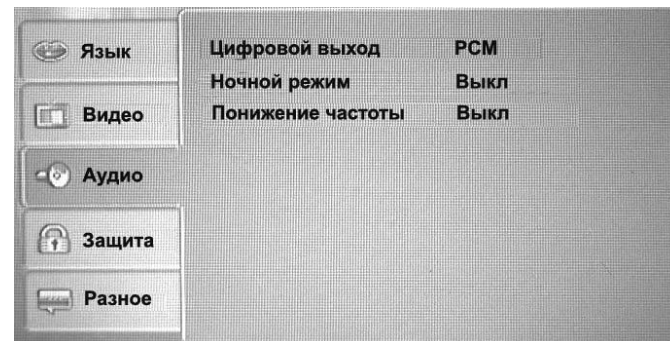 Язык
Видео
Аудио
Защита
Разное
Цифровой выход PCM
Ночной режим Выкл
Понижение частоты Выкл